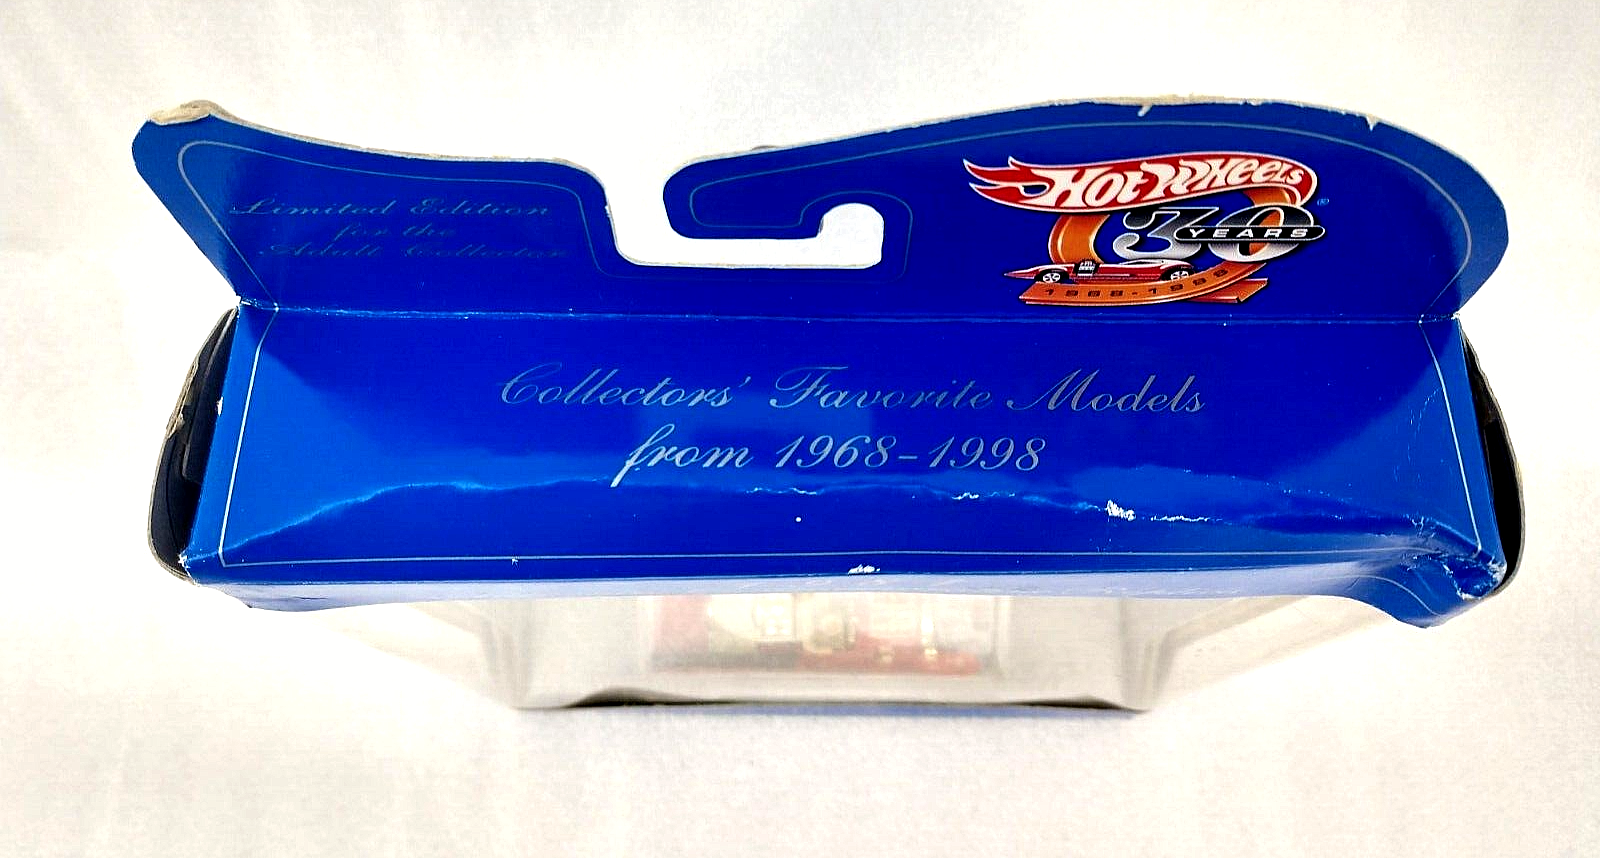 Limited Edition
for the
Adult Collector
HOT WHEELS
®
30
YEARS
1968-1998
Collectors' Favorite Models
from 1968-1998